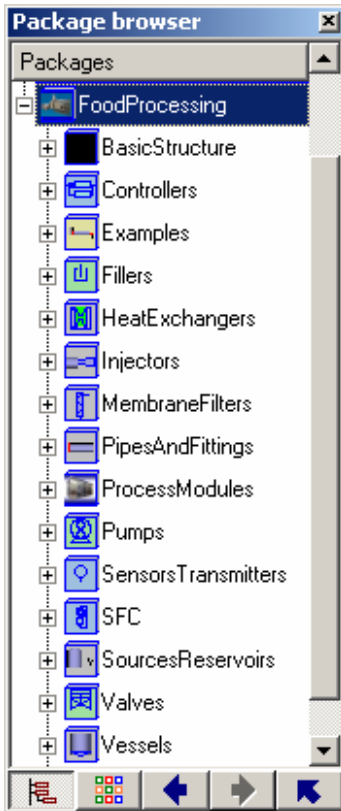 Package browser
Packages
FoodProcessing
BasicStructure
Controllers
Examples
Fillers
HeatExchangers
Injectors
MembraneFilters
PipesAndFittings
ProcessModules
Pumps
SensorsTransmitters
SFC
SourcesReservoirs
Valves
Vessels